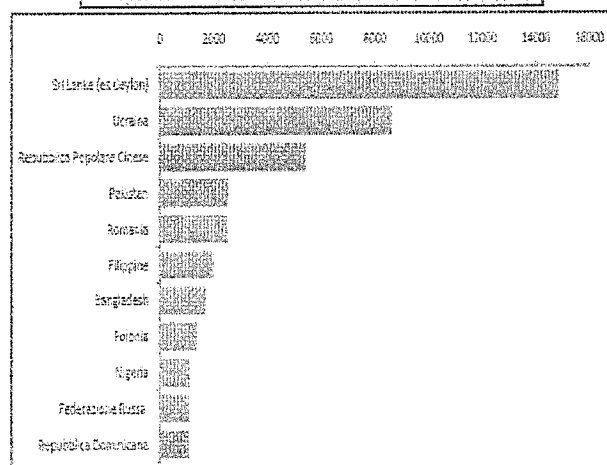 0 2000 4000 6000 8000 10000 12000 14000 16000
Sri Lanka (ex Ceylon)
Ucraina
Repubblica Popolare Cinese
Pakistan
Romania
Filippine
Bangladesh
Polonia
Nigeria
Federazione Russa
Repubblica Dominicana